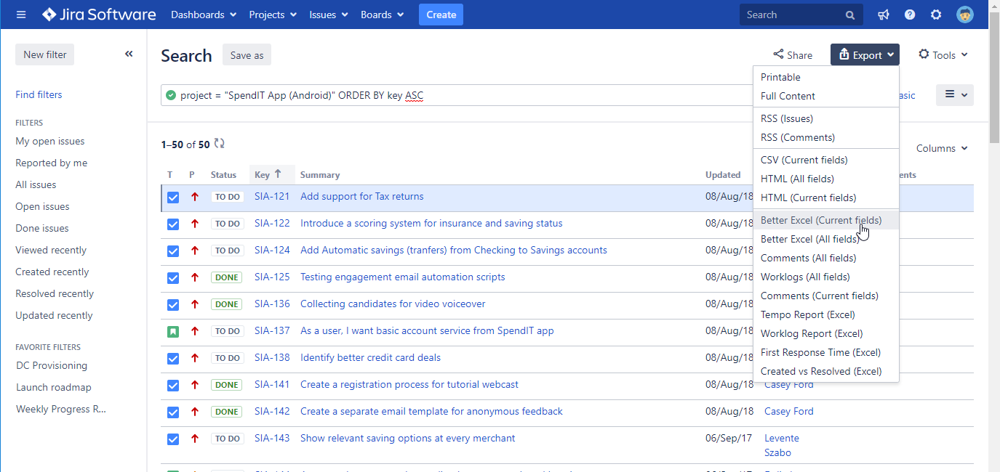 Jira Software Dashboards Projects Issues Boards Create Search
New filter
Find filters
FILTERS
My open issues
Reported by me
All issues
Open issues
Done issues
Viewed recently
Created recently
Resolved recently
Updated recently
FAVORITE FILTERS
DC Provisioning
Launch roadmap
Weekly Progress R...
Search Save as Share Export Tools
project = "SpendIT App (Android)" ORDER BY key ASC asic
Printable
Full Content
RSS (Issues)
RSS (Comments)
CSV (Current fields)
HTML (All fields)
HTML (Current fields)
Better Excel (Current fields)
Better Excel (All fields)
Comments (All fields)
Worklogs (All fields)
Comments (Current fields)
Tempo Report (Excel)
Worklog Report (Excel)
First Response Time (Excel)
Created vs Resolved (Excel)
1–50 of 50 Columns
T P Status Key Summary Updated ents
TO DO SIA-121 Add support for Tax returns 08/Aug/18
TO DO SIA-122 Introduce a scoring system for insurance and saving status 08/Aug/18
TO DO SIA-124 Add Automatic savings (tranfers) from Checking to Savings accounts 08/Aug/18
DONE SIA-125 Testing engagement email automation scripts 08/Aug/18
DONE SIA-136 Collecting candidates for video voiceover 08/Aug/18
TO DO SIA-137 As a user, I want basic account service from SpendIT app 08/Aug/18
TO DO SIA-138 Identify better credit card deals 08/Aug/18
DONE SIA-141 Create a registration process for tutorial webcast 08/Aug/18 Casey Ford
DONE SIA-142 Create a separate email template for anonymous feedback 08/Aug/18 Casey Ford
TO DO SIA-143 Show relevant saving options at every merchant 06/Sep/17 Levente
Szabo